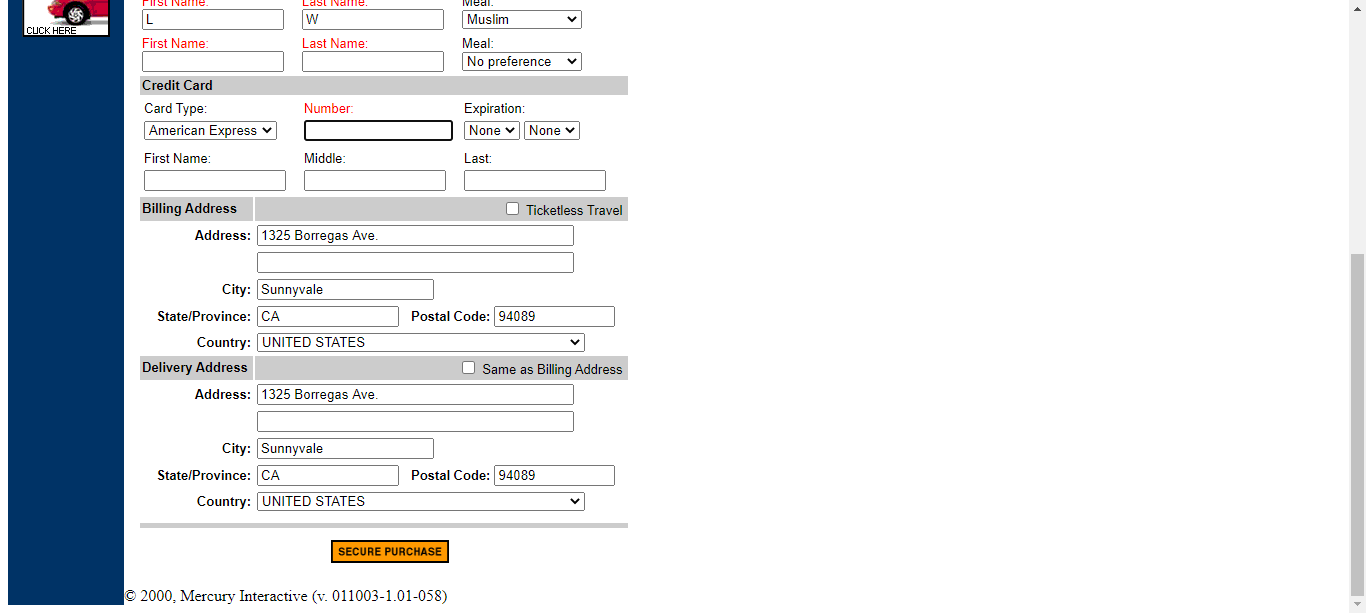 First Name: Last Name: Meal:
CLICK HERE
L W Muslim
First Name: Last Name: Meal:
No preference
Credit Card
Card Type: Number: Expiration:
American Express None None
First Name: Middle: Last:
Billing Address Ticketless Travel
Address: 1325 Borregas Ave.
City: Sunnyvale
State/Province: CA Postal Code: 94089
Country: UNITED STATES
Delivery Address Same as Billing Address
Address: 1325 Borregas Ave.
City: Sunnyvale
State/Province: CA Postal Code: 94089
Country: UNITED STATES
SECURE PURCHASE
© 2000, Mercury Interactive (v. 011003-1.01-058)